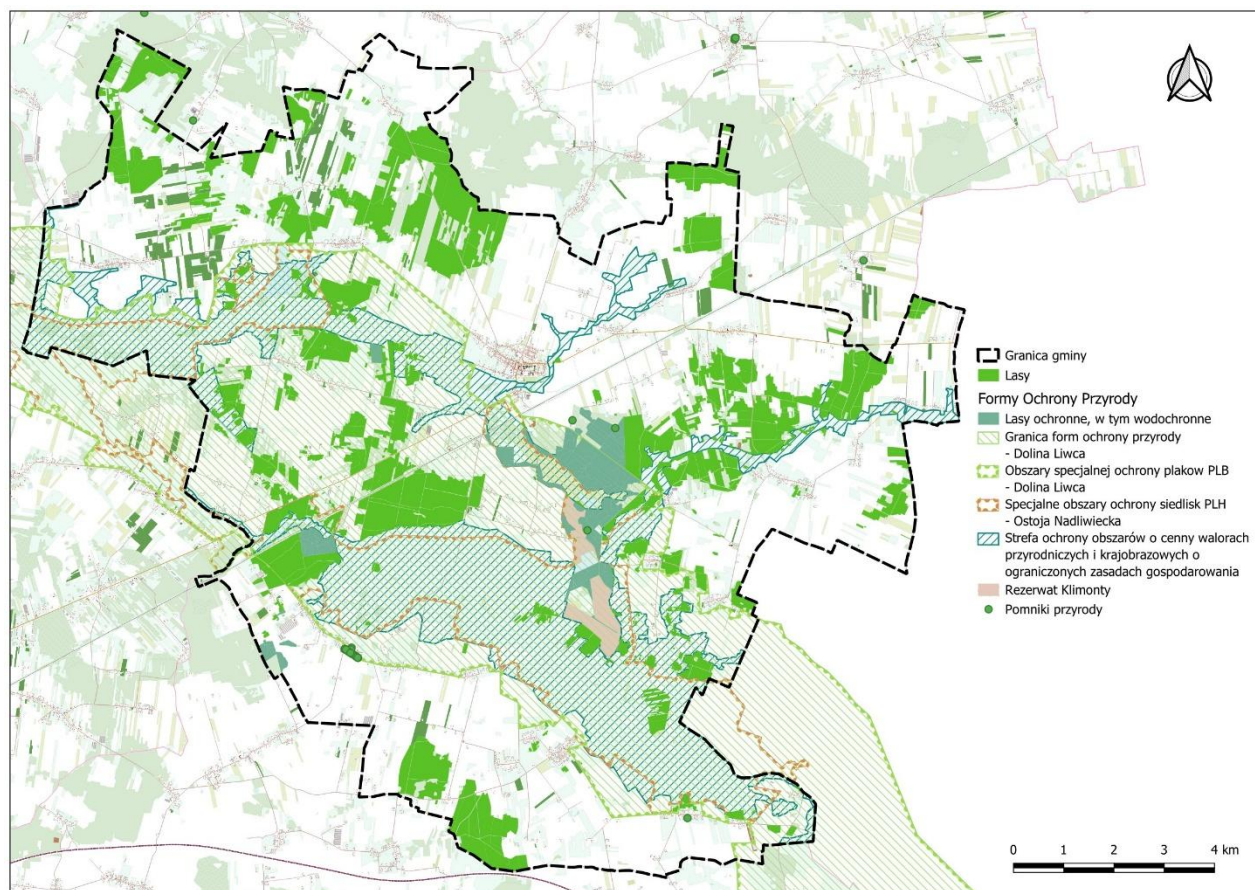 Granica gminy
Lasy
Formy Ochrony Przyrody
Lasy ochronne, w tym wodochronne
Granica form ochrony przyrody
- Dolina Liwca
Obszary specjalnej ochrony plakow PLB
- Dolina Liwca
Specjalne obszary ochrony siedlisk PLH
- Ostoja Nadliwiecka
Strefa ochrony obszarów o cenny walorach
przyrodniczych i krajobrazowych o
ograniczonych zasadach gospodarowania
Rezerwat Klimonty
Pomniki przyrody
0 1 2 3 4 km